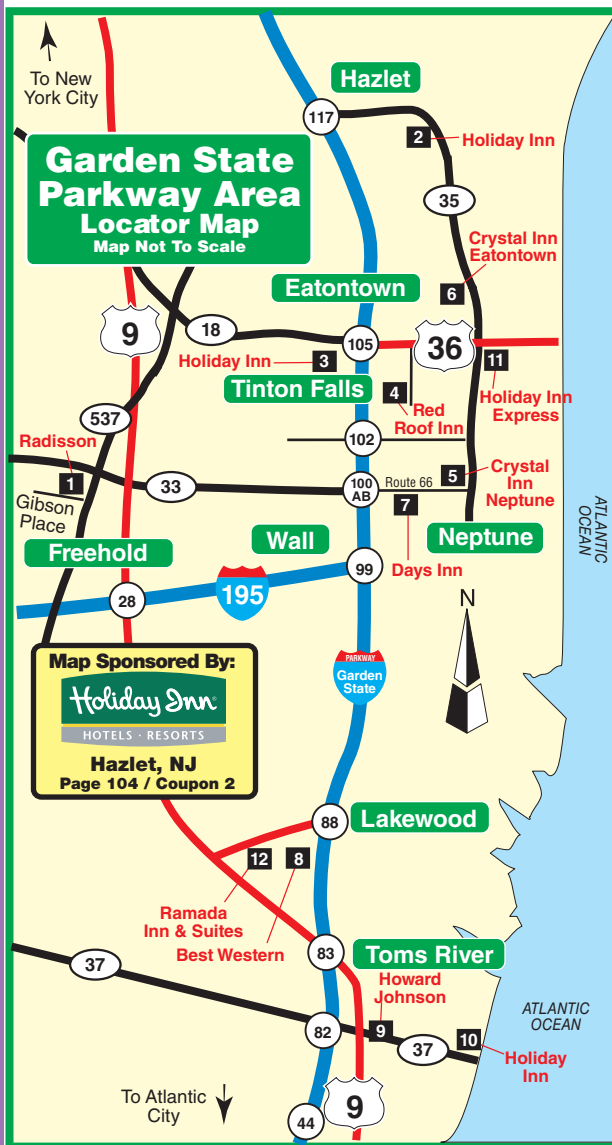 To New
York City
Garden State
Parkway Area
Locator Map
Map Not To Scale
Hazlet
117
2
Holiday Inn
35
Crystal Inn
Eatontown
6
Eatontown
9
18
105
36
Holiday Inn
3
11
Tinton Falls
4
Red
Roof Inn
Holiday Inn
Express
537
102
Radisson
1
33
100
AB
Route 66
5
Crystal
Inn
Neptune
Gibson
Place
7
ATLANTIC
OCEAN
Freehold
Wall
Neptune
99
Days Inn
28
195
N
PARKWAY
Garden
State
Map Sponsored By:
Holiday Inn®
HOTELS · RESORTS
Hazlet, NJ
Page 104 / Coupon 2
88
Lakewood
12
8
Ramada
Inn & Suites
Best Western
83
Toms River
37
Howard
Johnson
82
9
37
10
ATLANTIC
OCEAN
Holiday
Inn
To Atlantic
City
44
9